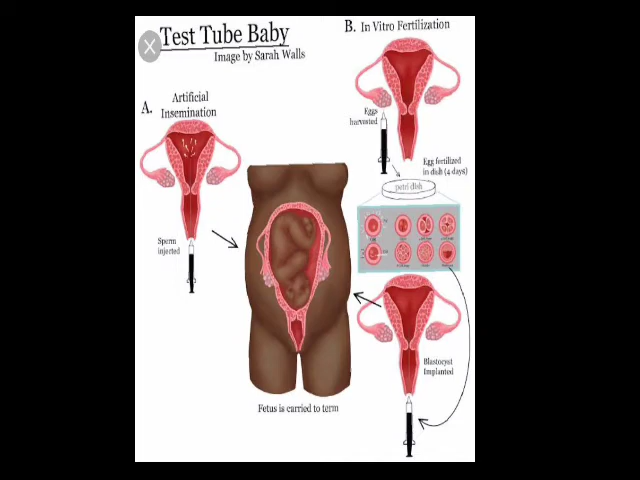 Test Tube Baby
Image by Sarah Walls
A.
Artificial
Insemination
Sperm
injected
B. In Vitro Fertilization
Eggs
harvested
Egg fertilized
in dish (4 days)
petri dish
Blastocyst
Implanted
Fetus is carried to term